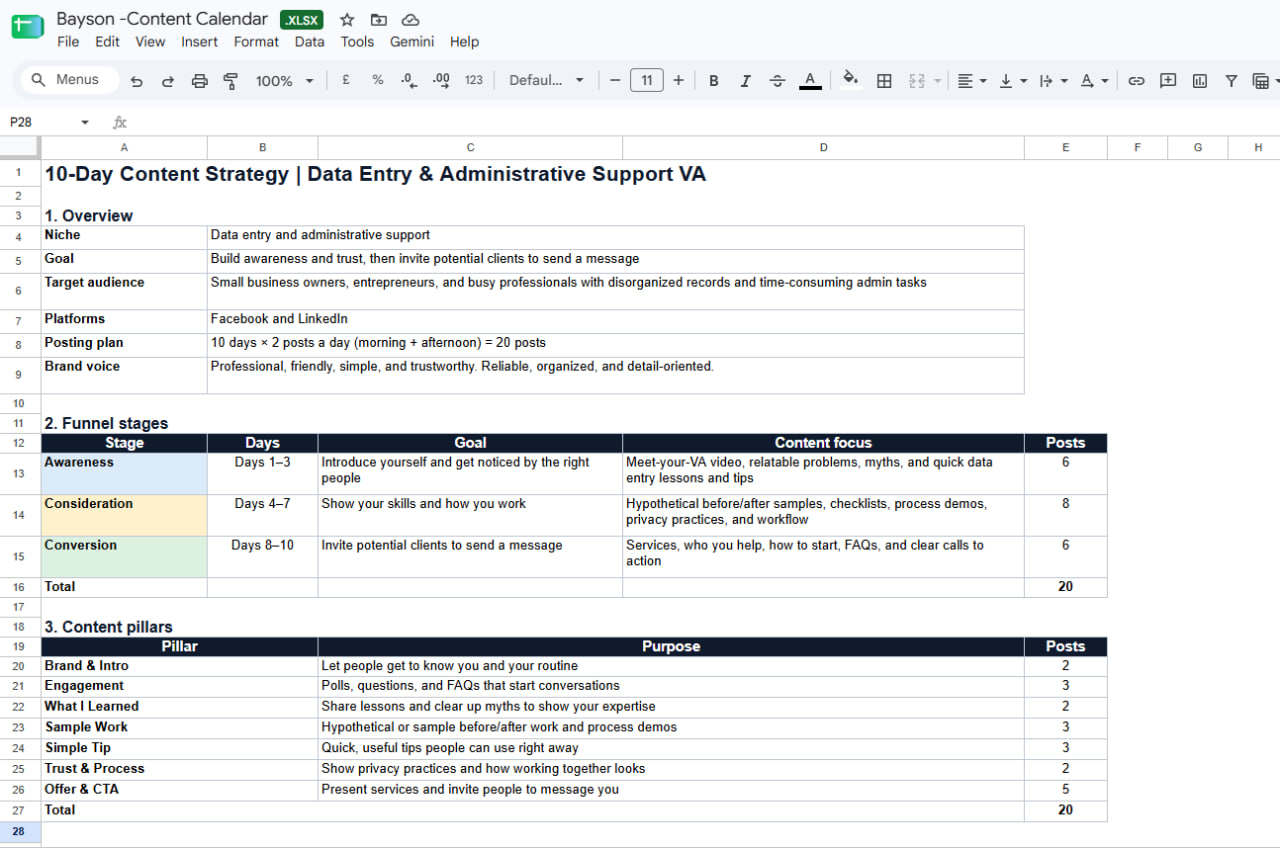 Bayson -Content Calendar .XLSX
File Edit View Insert Format Data Tools Gemini Help
Menus 100% £ % .0 .00 123 Defaul... 11 B I S A
P28 fx
A B C D E F G H
1 10-Day Content Strategy | Data Entry & Administrative Support VA
2
3 1. Overview
4 Niche Data entry and administrative support
5 Goal Build awareness and trust, then invite potential clients to send a message
6 Target audience Small business owners, entrepreneurs, and busy professionals with disorganized records and time-consuming admin tasks
7 Platforms Facebook and LinkedIn
8 Posting plan 10 days × 2 posts a day (morning + afternoon) = 20 posts
9 Brand voice Professional, friendly, simple, and trustworthy. Reliable, organized, and detail-oriented.
10
11 2. Funnel stages
12 Stage Days Goal Content focus Posts
13 Awareness Days 1–3 Introduce yourself and get noticed by the right people Meet-your-VA video, relatable problems, myths, and quick data entry lessons and tips 6
14 Consideration Days 4–7 Show your skills and how you work Hypothetical before/after samples, checklists, process demos, privacy practices, and workflow 8
15 Conversion Days 8–10 Invite potential clients to send a message Services, who you help, how to start, FAQs, and clear calls to action 6
16 Total 20
17
18 3. Content pillars
19 Pillar Purpose Posts
20 Brand & Intro Let people get to know you and your routine 2
21 Engagement Polls, questions, and FAQs that start conversations 3
22 What I Learned Share lessons and clear up myths to show your expertise 2
23 Sample Work Hypothetical or sample before/after work and process demos 3
24 Simple Tip Quick, useful tips people can use right away 3
25 Trust & Process Show privacy practices and how working together looks 2
26 Offer & CTA Present services and invite people to message you 5
27 Total 20
28